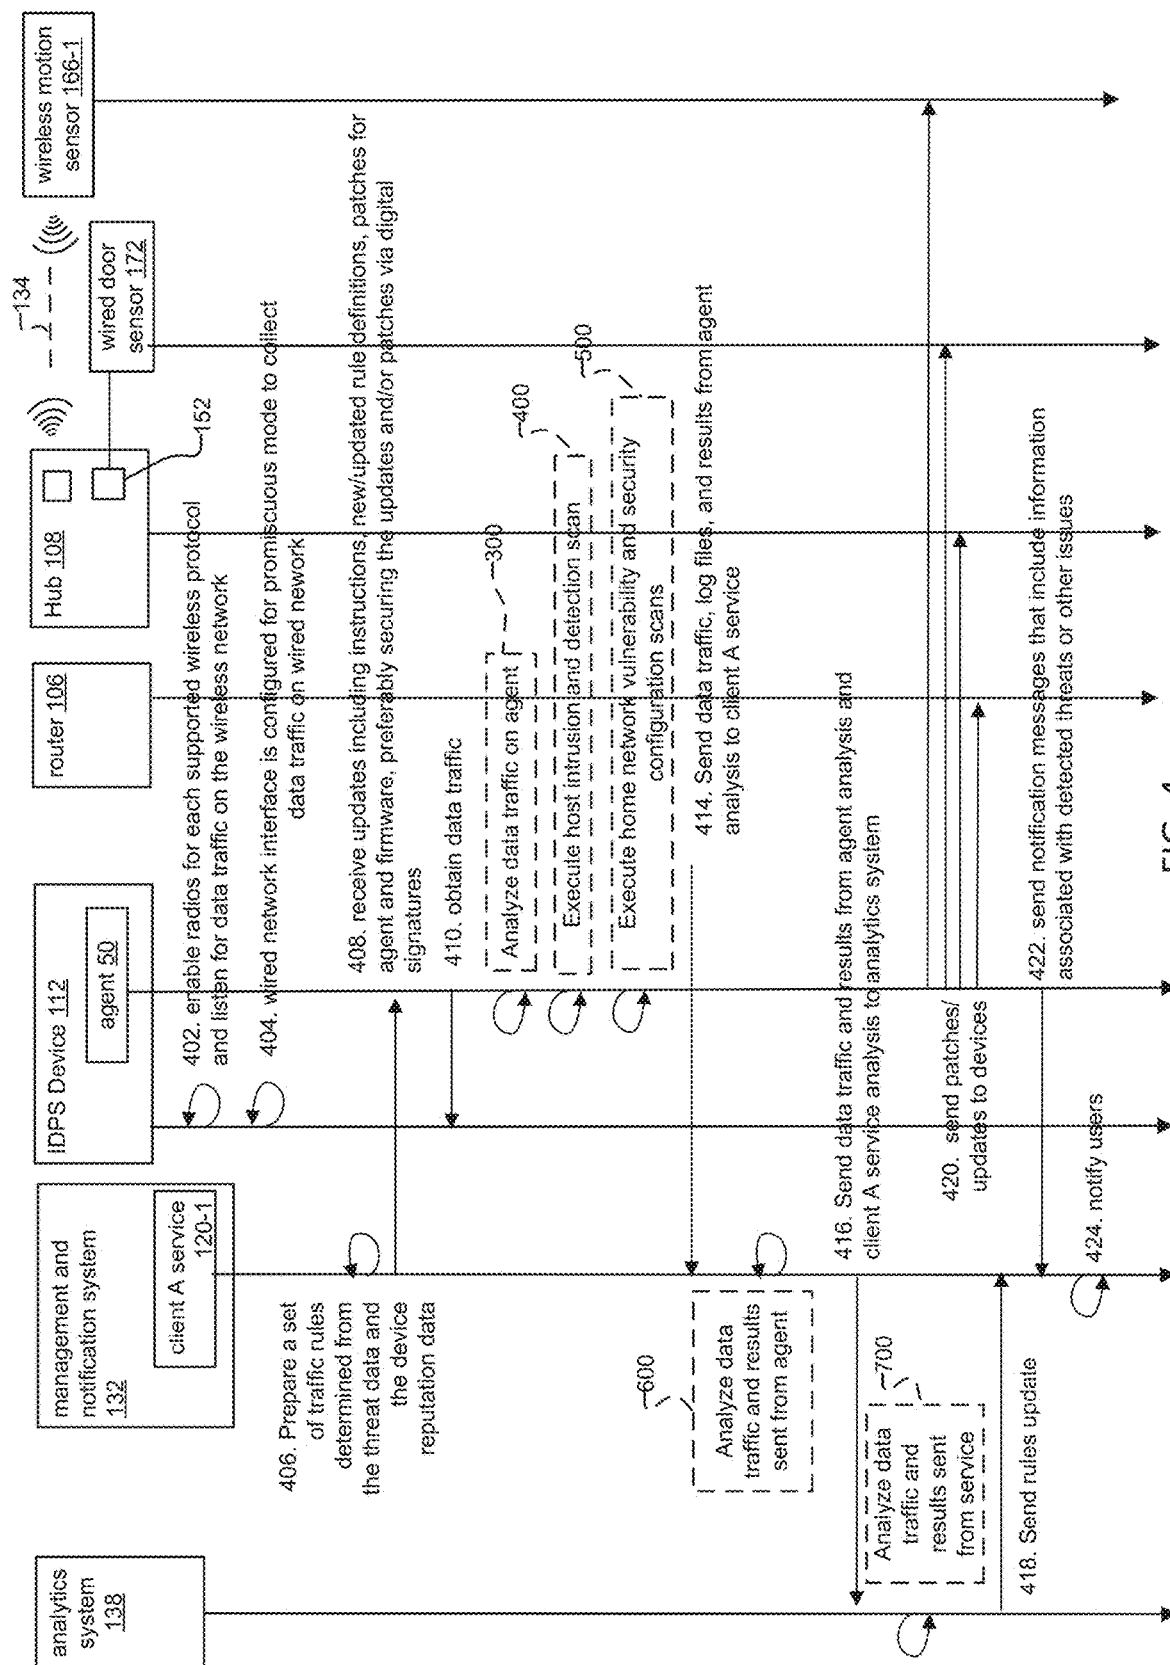 analytics
system
138
management and
notification system
132
client A service
120-1
IDPS Device 112
agent 50
router 106
Hub 108
152
134
wired door
sensor 172
wireless motion
sensor 166-1
402. enable radios for each supported wireless protocol
and listen for data traffic on the wireless network
404. wired network interface is configured for promiscuous mode to collect
data traffic on wired nework
406. Prepare a set
of traffic rules
determined from
the threat data and
the device
reputation data
408. receive updates including instructions, new/updated rule definitions, patches for
agent and firmware, preferably securing the updates and/or patches via digital
signatures
410. obtain data traffic
300
Analyze data traffic on agent
400
Execute host intrusion and detection scan
500
Execute home network vulnerability and security
configuration scans
414. Send data traffic, log files, and results from agent
analysis to client A service
600
Analyze data
traffic and results
sent from agent
416. Send data traffic and results from agent analysis and
client A service analysis to analytics system
700
Analyze data
traffic and
results sent
from service
418. Send rules update
420. send patches/
updates to devices
422. send notification messages that include information
associated with detected threats or other issues
424. notify users